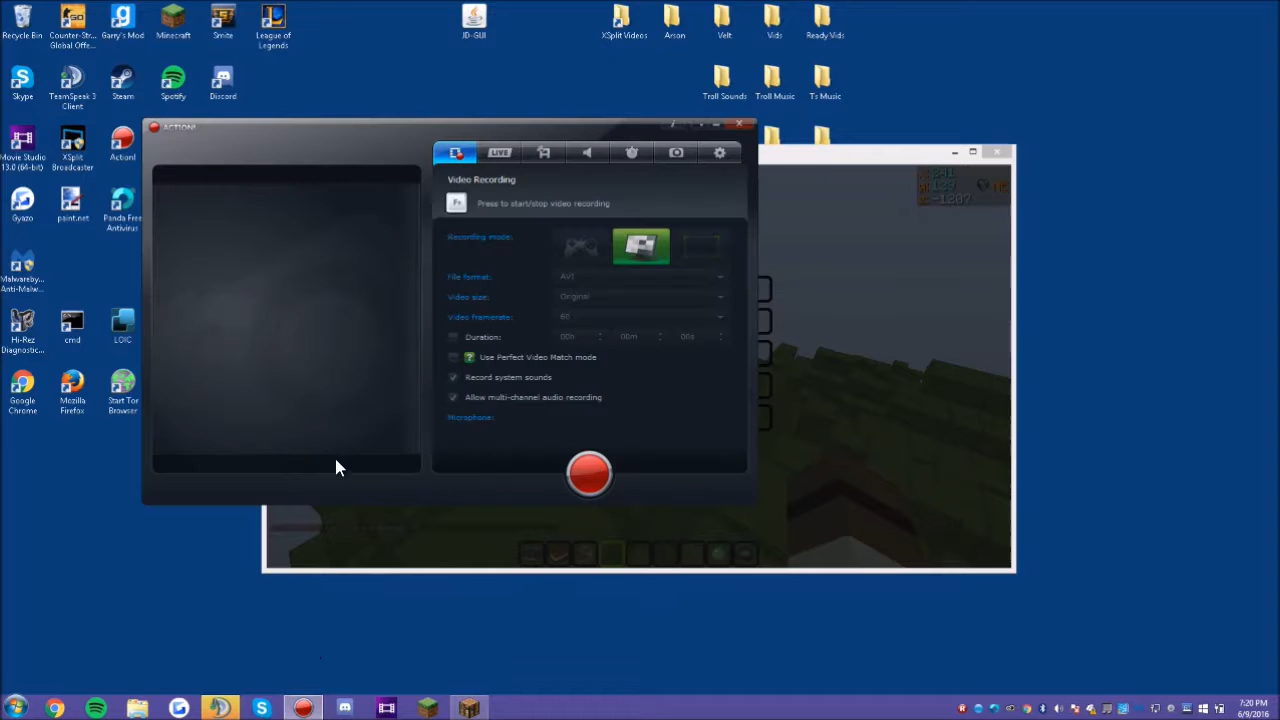 Recycle Bin
Counter-Str... Global Offe...
Garry's Mod
Minecraft
Smite
League of Legends
JD-GUI
XSplit Videos
Arson
Velt
Vids
Ready Vids
Skype
TeamSpeak 3 Client
Steam
Spotify
Discord
Troll Sounds
Troll Music
Ts Music
Movie Studio 13.0 (64-bit)
XSplit Broadcaster
Action!
Gyazo
paint.net
Panda Free Antivirus
Malwareby... Anti-Malw...
Hi-Rez Diagnostic...
cmd
LOIC
Google Chrome
Mozilla Firefox
Start Tor Browser
ACTION!
LIVE
Video Recording
Press to start/stop video recording
Recording mode:
File format: AVI
Video size: Original
Video framerate: 60
Duration: 00h 00m 00s
? Use Perfect Video Match mode
Record system sounds
Allow multi-channel audio recording
Microphone:
7:20 PM
6/9/2016